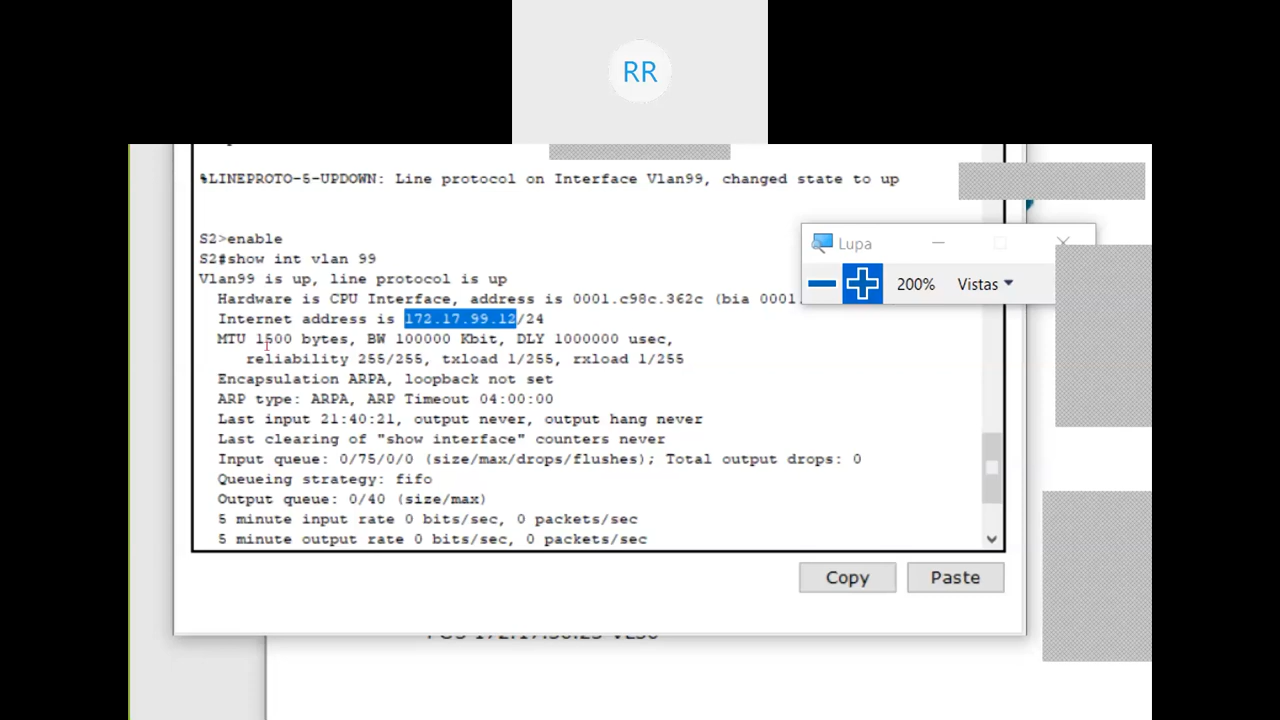 RR
%LINEPROTO-5-UPDOWN: Line protocol on Interface Vlan99, changed state to up
S2>enable
S2#show int vlan 99
Vlan99 is up, line protocol is up
Hardware is CPU Interface, address is 0001.c98c.362c (bia 0001.
Internet address is 172.17.99.12/24
MTU 1500 bytes, BW 100000 Kbit, DLY 1000000 usec,
reliability 255/255, txload 1/255, rxload 1/255
Encapsulation ARPA, loopback not set
ARP type: ARPA, ARP Timeout 04:00:00
Last input 21:40:21, output never, output hang never
Last clearing of "show interface" counters never
Input queue: 0/75/0/0 (size/max/drops/flushes); Total output drops: 0
Queueing strategy: fifo
Output queue: 0/40 (size/max)
5 minute input rate 0 bits/sec, 0 packets/sec
5 minute output rate 0 bits/sec, 0 packets/sec
Lupa
200% Vistas
Copy Paste